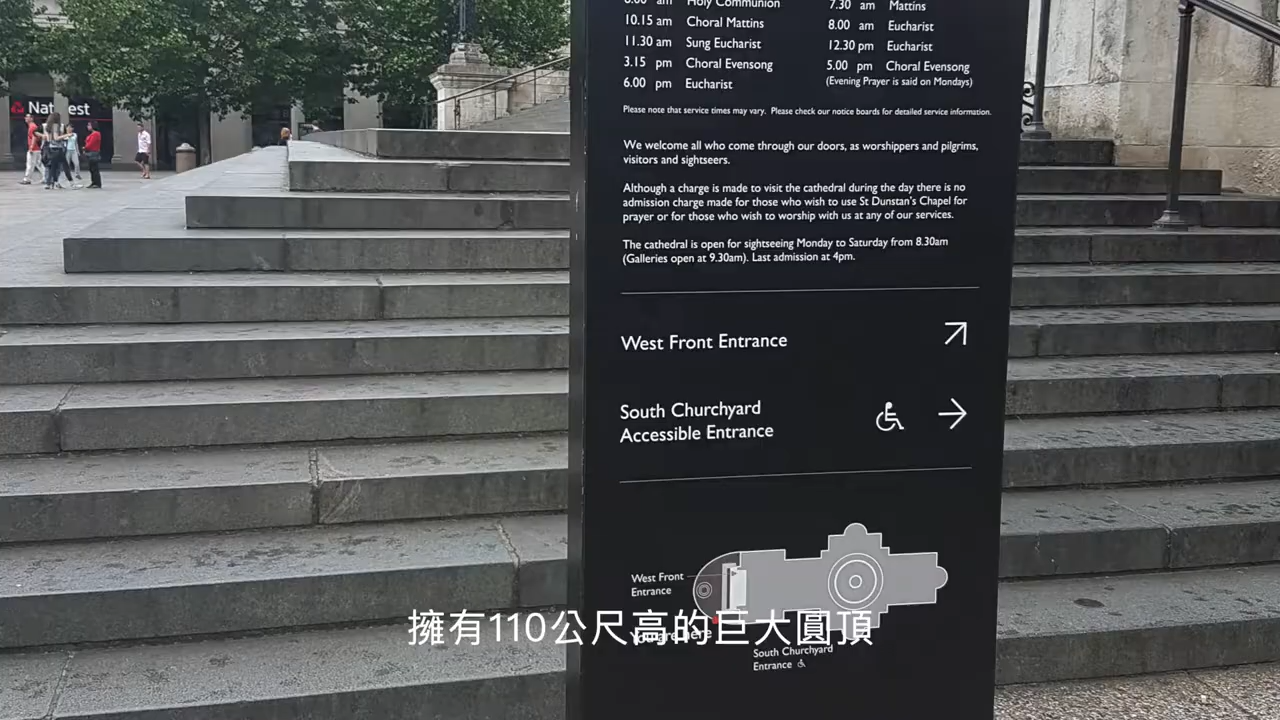 NatWest
8.00 am Holy Communion
10.15 am Choral Mattins
11.30 am Sung Eucharist
3.15 pm Choral Evensong
6.00 pm Eucharist
7.30 am Mattins
8.00 am Eucharist
12.30 pm Eucharist
5.00 pm Choral Evensong
(Evening Prayer is said on Mondays)
Please note that service times may vary. Please check our notice boards for detailed service information.
We welcome all who come through our doors, as worshippers and pilgrims,
visitors and sightseers.
Although a charge is made to visit the cathedral during the day there is no
admission charge made for those who wish to use St Dunstan's Chapel for
prayer or for those who wish to worship with us at any of our services.
The cathedral is open for sightseeing Monday to Saturday from 8.30am
(Galleries open at 9.30am). Last admission at 4pm.
West Front Entrance
South Churchyard
Accessible Entrance
West Front
Entrance
You are here
South Churchyard
Entrance
擁有110公尺高的巨大圓頂